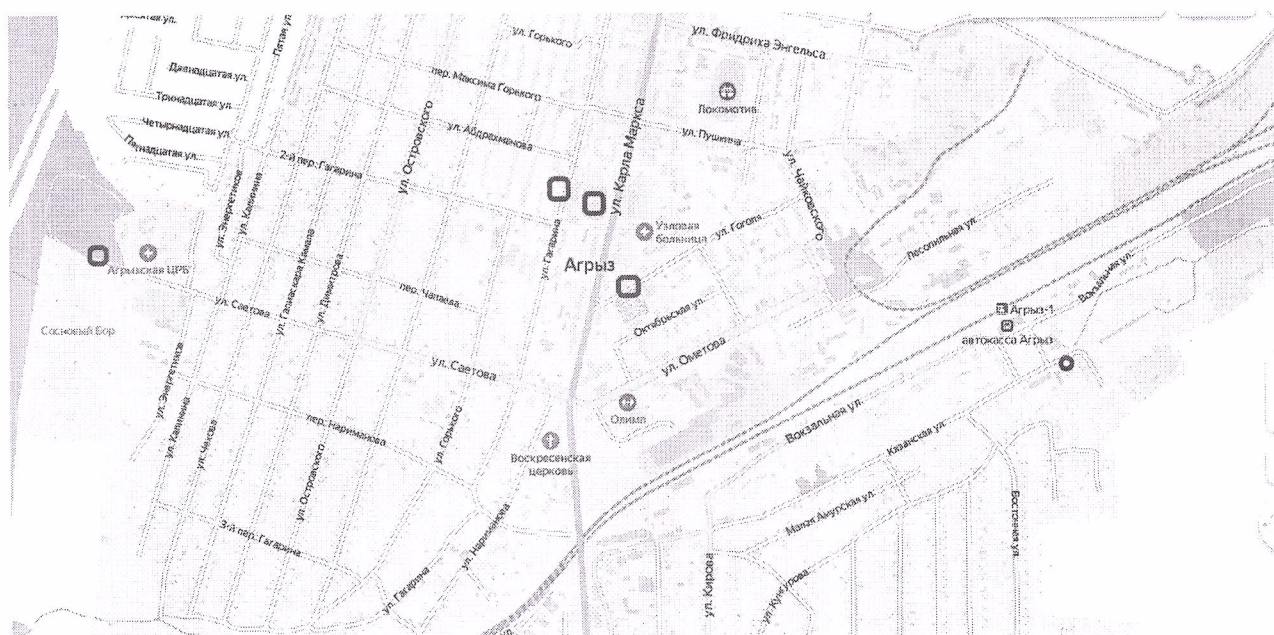 Пятая ул.
ул. Горького
ул. Фридриха Энгельса
Двенадцатая ул.
пер. Максима Горького
Тринадцатая ул.
Локомотив
ул. Карла Маркса
Четырнадцатая ул.
ул. Островского
ул. Абдрахманова
ул. Пушкина
Пятнадцатая ул.
2-й пер. Гагарина
ул. Чайковского
ул. Энергетиков
ул. Калинина
Узловая
больница
ул. Гоголя
Лесопильная ул.
ул. Гагарина
Агрызская ЦРБ
ул. Галиаскара Камала
ул. Димитрова
Агрыз
Вокзальная ул.
пер. Чапаева
ул. Саетова
Октябрьская ул.
Агрыз-1
Сосновый Бор
автокасса Агрыз
ул. Саетова
ул. Ометова
ул. Энергетиков
ул. Калинина
ул. Чехова
ул. Островского
пер. Нариманова
ул. Горького
Олимп
Вокзальная ул.
Казанская ул.
Воскресенская
церковь
Малая Амурская ул.
Восточная ул.
3-й пер. Гагарина
ул. Нариманова
ул. Гагарина
ул. Кирова
ул. Кунгурова